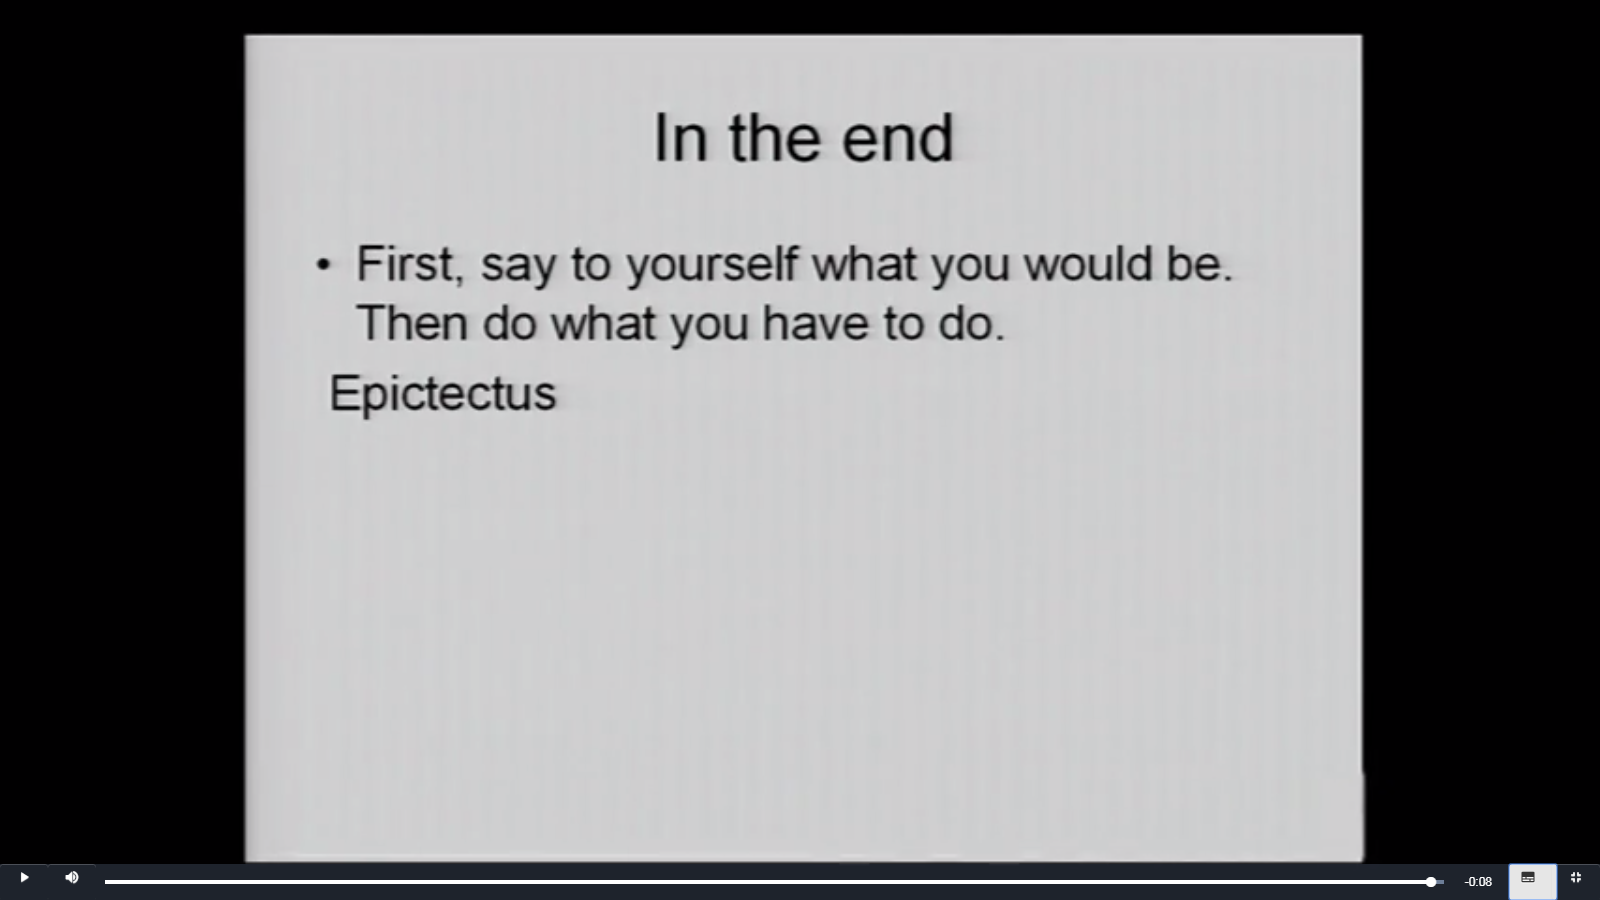 In the end
• First, say to yourself what you would be.
Then do what you have to do.
Epictectus
-0:08